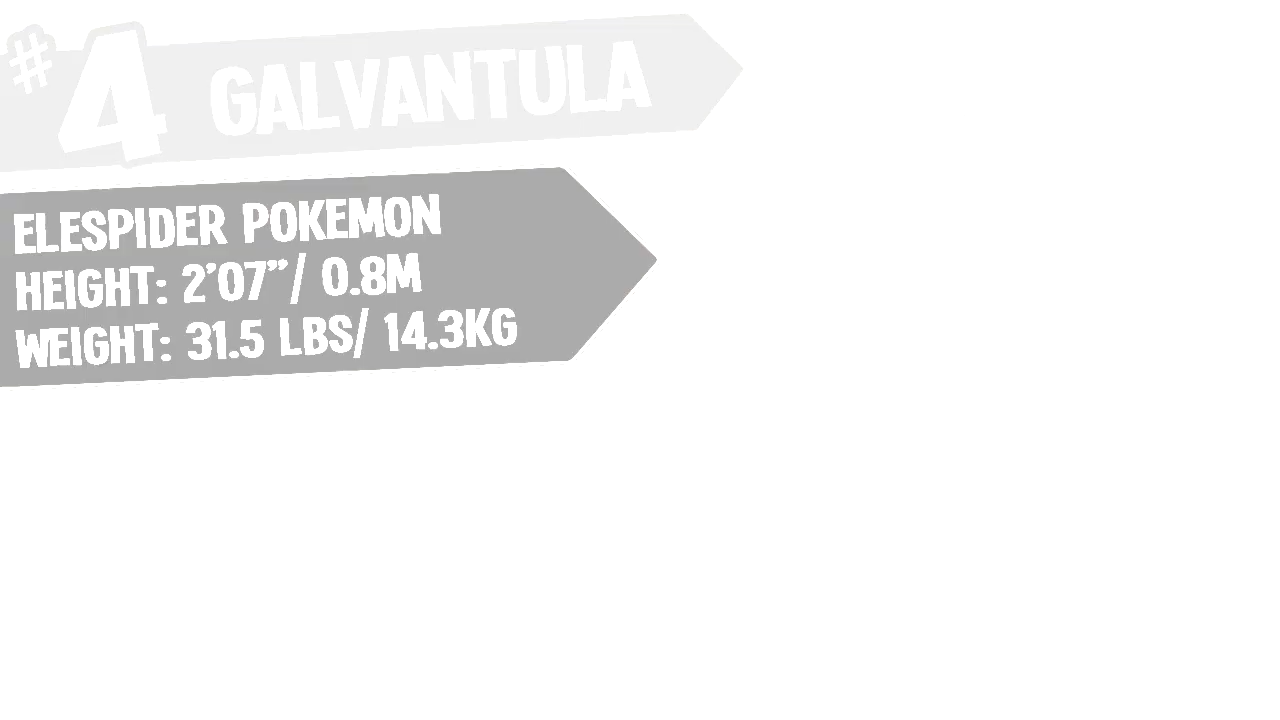 #4 GALVANTULA
ELESPIDER POKEMON
HEIGHT: 2'07"/ 0.8M
WEIGHT: 31.5 LBS/ 14.3KG